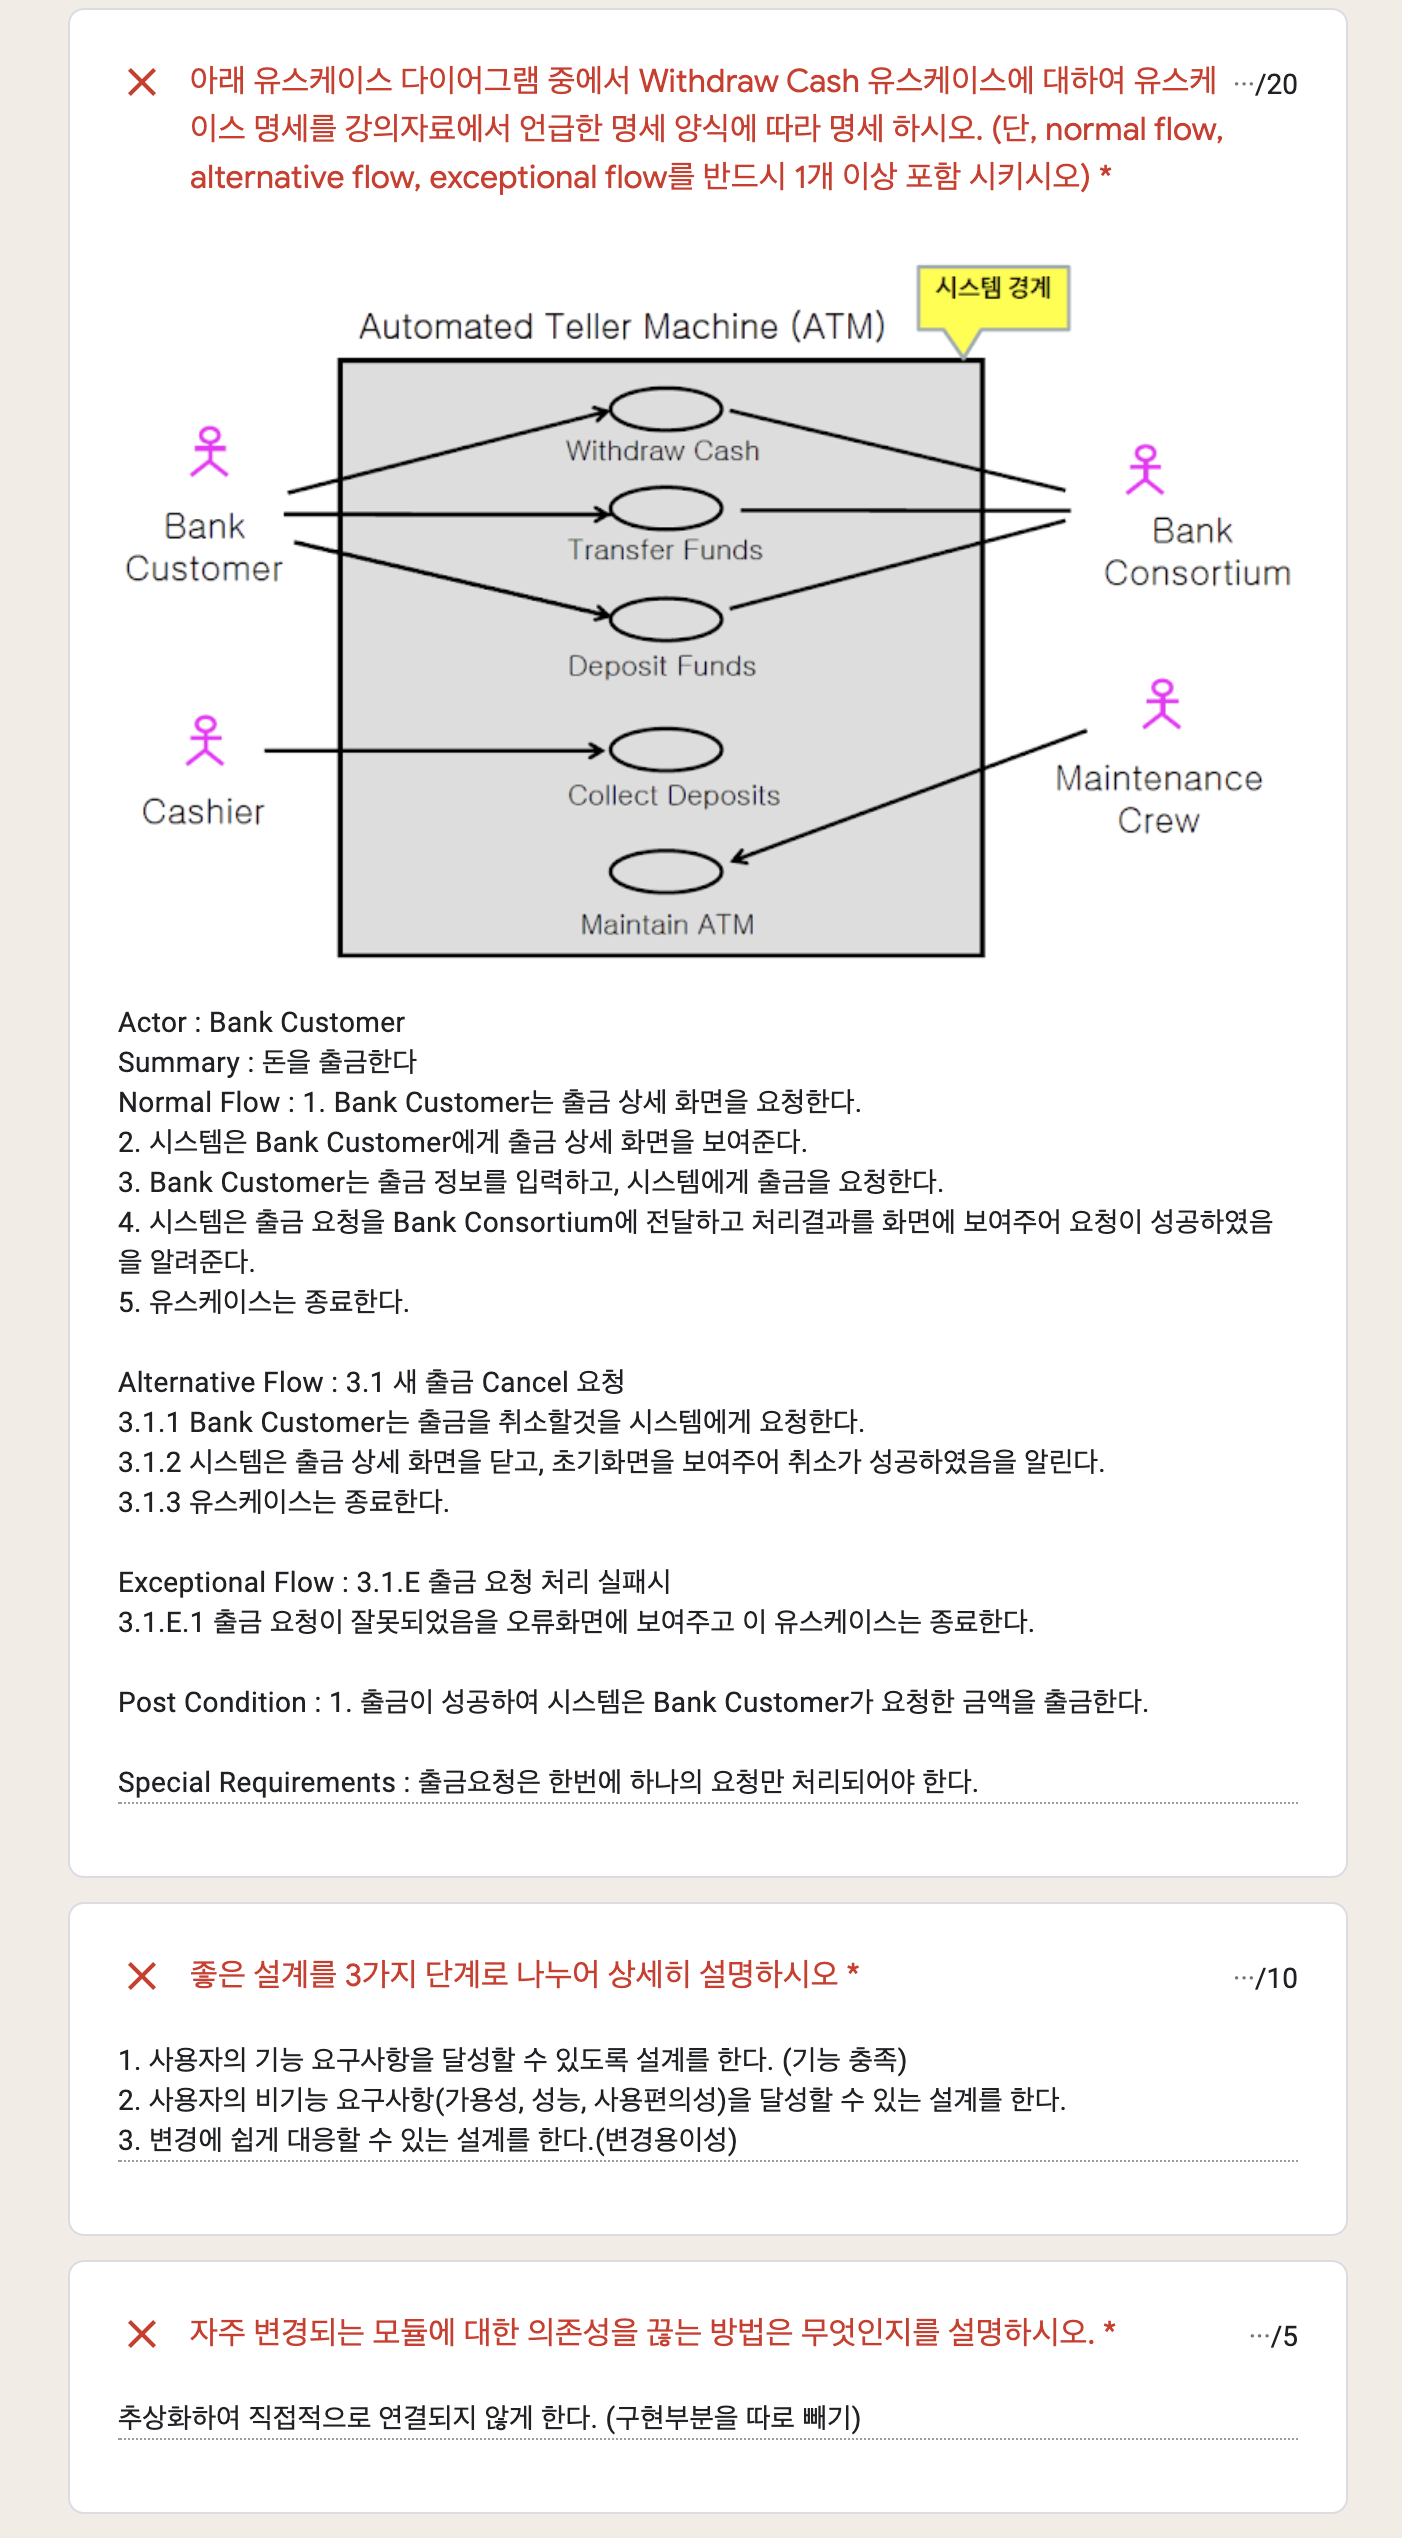 아래 유스케이스 다이어그램 중에서 Withdraw Cash 유스케이스에 대하여 유스케
이스 명세를 강의자료에서 언급한 명세 양식에 따라 명세 하시오. (단, normal flow,
alternative flow, exceptional flow를 반드시 1개 이상 포함 시키시오) *
…/20
시스템 경계
Automated Teller Machine (ATM)
Withdraw Cash
Bank
Customer
Transfer Funds
Bank
Consortium
Deposit Funds
Cashier
Collect Deposits
Maintenance
Crew
Maintain ATM
Actor : Bank Customer
Summary : 돈을 출금한다
Normal Flow : 1. Bank Customer는 출금 상세 화면을 요청한다.
2. 시스템은 Bank Customer에게 출금 상세 화면을 보여준다.
3. Bank Customer는 출금 정보를 입력하고, 시스템에게 출금을 요청한다.
4. 시스템은 출금 요청을 Bank Consortium에 전달하고 처리결과를 화면에 보여주어 요청이 성공하였음
을 알려준다.
5. 유스케이스는 종료한다.
Alternative Flow : 3.1 새 출금 Cancel 요청
3.1.1 Bank Customer는 출금을 취소할것을 시스템에게 요청한다.
3.1.2 시스템은 출금 상세 화면을 닫고, 초기화면을 보여주어 취소가 성공하였음을 알린다.
3.1.3 유스케이스는 종료한다.
Exceptional Flow : 3.1.E 출금 요청 처리 실패시
3.1.E.1 출금 요청이 잘못되었음을 오류화면에 보여주고 이 유스케이스는 종료한다.
Post Condition : 1. 출금이 성공하여 시스템은 Bank Customer가 요청한 금액을 출금한다.
Special Requirements : 출금요청은 한번에 하나의 요청만 처리되어야 한다.
좋은 설계를 3가지 단계로 나누어 상세히 설명하시오 *
…/10
1. 사용자의 기능 요구사항을 달성할 수 있도록 설계를 한다. (기능 충족)
2. 사용자의 비기능 요구사항(가용성, 성능, 사용편의성)을 달성할 수 있는 설계를 한다.
3. 변경에 쉽게 대응할 수 있는 설계를 한다.(변경용이성)
자주 변경되는 모듈에 대한 의존성을 끊는 방법은 무엇인지를 설명하시오. *
…/5
추상화하여 직접적으로 연결되지 않게 한다. (구현부분을 따로 빼기)